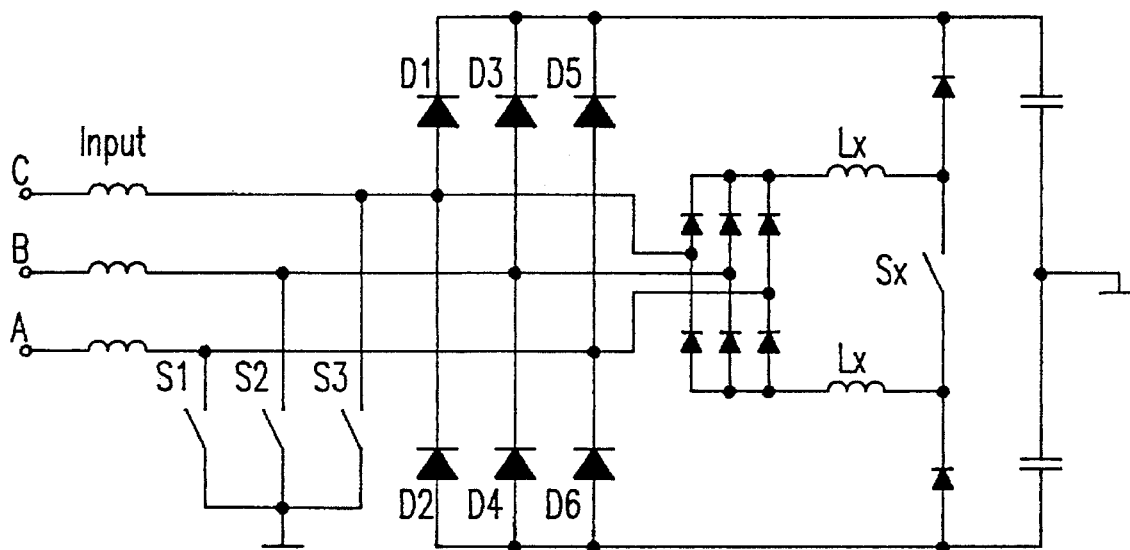 D1 D3 D5
Input
C
Lx
B
Sx
A
S1 S2 S3
Lx
D2 D4 D6